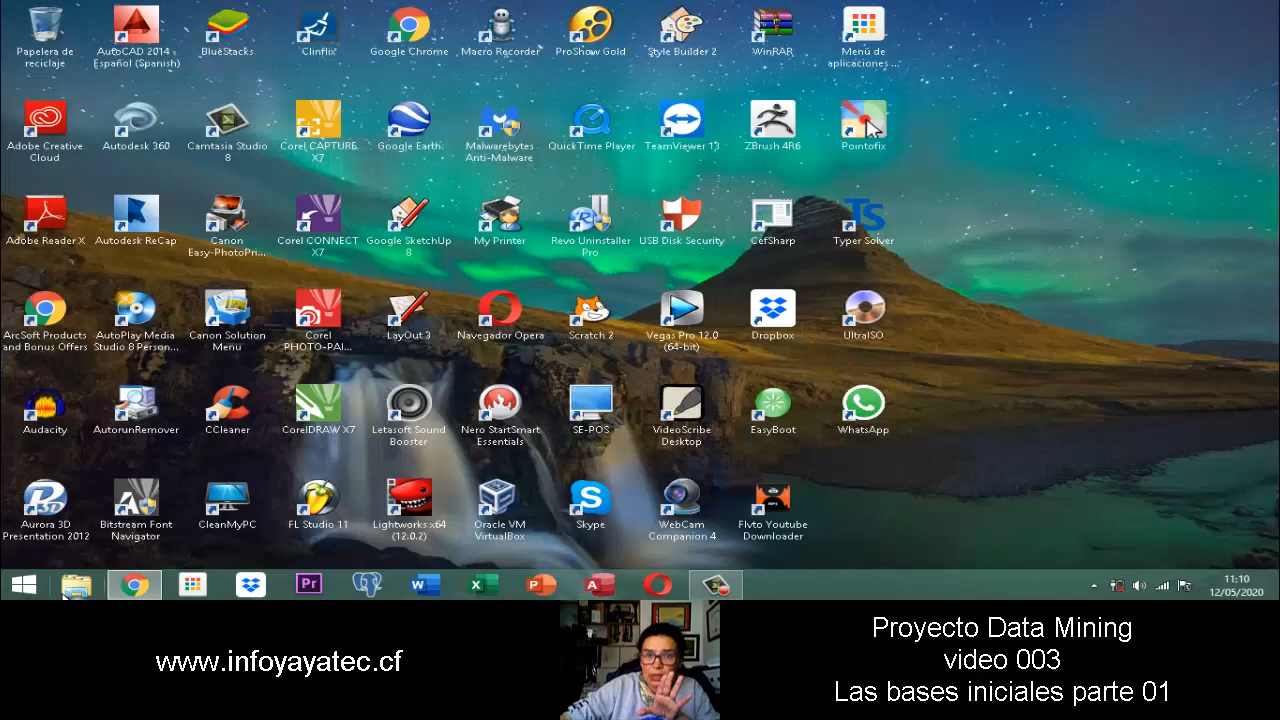 Papelera de
reciclaje
AutoCAD 2014
Español (Spanish)
BlueStacks
Clinflix
Google Chrome
Macro Recorder
ProShow Gold
Style Builder 2
WinRAR
Menú de
aplicaciones ...
Adobe Creative
Cloud
Autodesk 360
Camtasia Studio
8
Corel CAPTURE
X7
Google Earth
Malwarebytes
Anti-Malware
QuickTime Player
TeamViewer 13
ZBrush 4R6
Pointofix
Adobe Reader X
Autodesk ReCap
Canon
Easy-PhotoPri...
Corel CONNECT
X7
Google SketchUp
8
My Printer
Revo Uninstaller
Pro
USB Disk Security
CefSharp
Typer Solver
ArcSoft Products
and Bonus Offers
AutoPlay Media
Studio 8 Person...
Canon Solution
Menu
Corel
PHOTO-PAI...
LayOut 3
Navegador Opera
Scratch 2
Vegas Pro 12.0
(64-bit)
Dropbox
UltraISO
Audacity
AutorunRemover
CCleaner
CorelDRAW X7
Letasoft Sound
Booster
Nero StartSmart
Essentials
SE-POS
VideoScribe
Desktop
EasyBoot
WhatsApp
Aurora 3D
Presentation 2012
Bitstream Font
Navigator
CleanMyPC
FL Studio 11
Lightworks x64
(12.0.2)
Oracle VM
VirtualBox
Skype
WebCam
Companion 4
Flvto Youtube
Downloader
11:10
12/05/2020
www.infoyayatec.cf
Proyecto Data Mining
video 003
Las bases iniciales parte 01